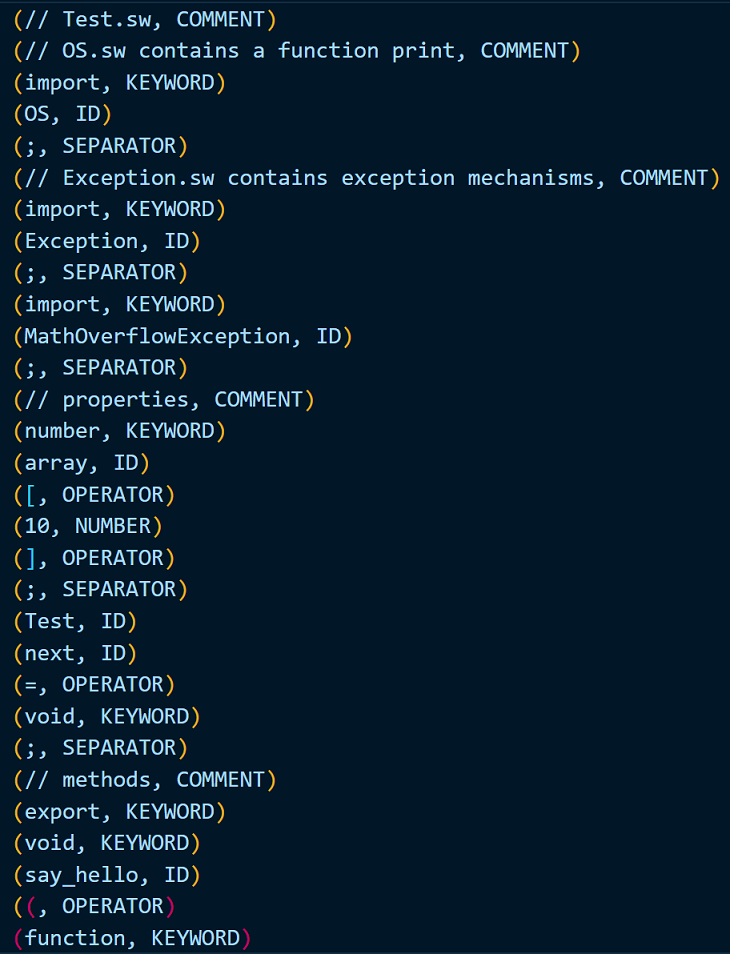 (// Test.sw, COMMENT)
(// OS.sw contains a function print, COMMENT)
(import, KEYWORD)
(OS, ID)
(;, SEPARATOR)
(// Exception.sw contains exception mechanisms, COMMENT)
(import, KEYWORD)
(Exception, ID)
(;, SEPARATOR)
(import, KEYWORD)
(MathOverflowException, ID)
(;, SEPARATOR)
(// properties, COMMENT)
(number, KEYWORD)
(array, ID)
([, OPERATOR)
(10, NUMBER)
(], OPERATOR)
(;, SEPARATOR)
(Test, ID)
(next, ID)
(=, OPERATOR)
(void, KEYWORD)
(;, SEPARATOR)
(// methods, COMMENT)
(export, KEYWORD)
(void, KEYWORD)
(say_hello, ID)
((, OPERATOR)
(function, KEYWORD)